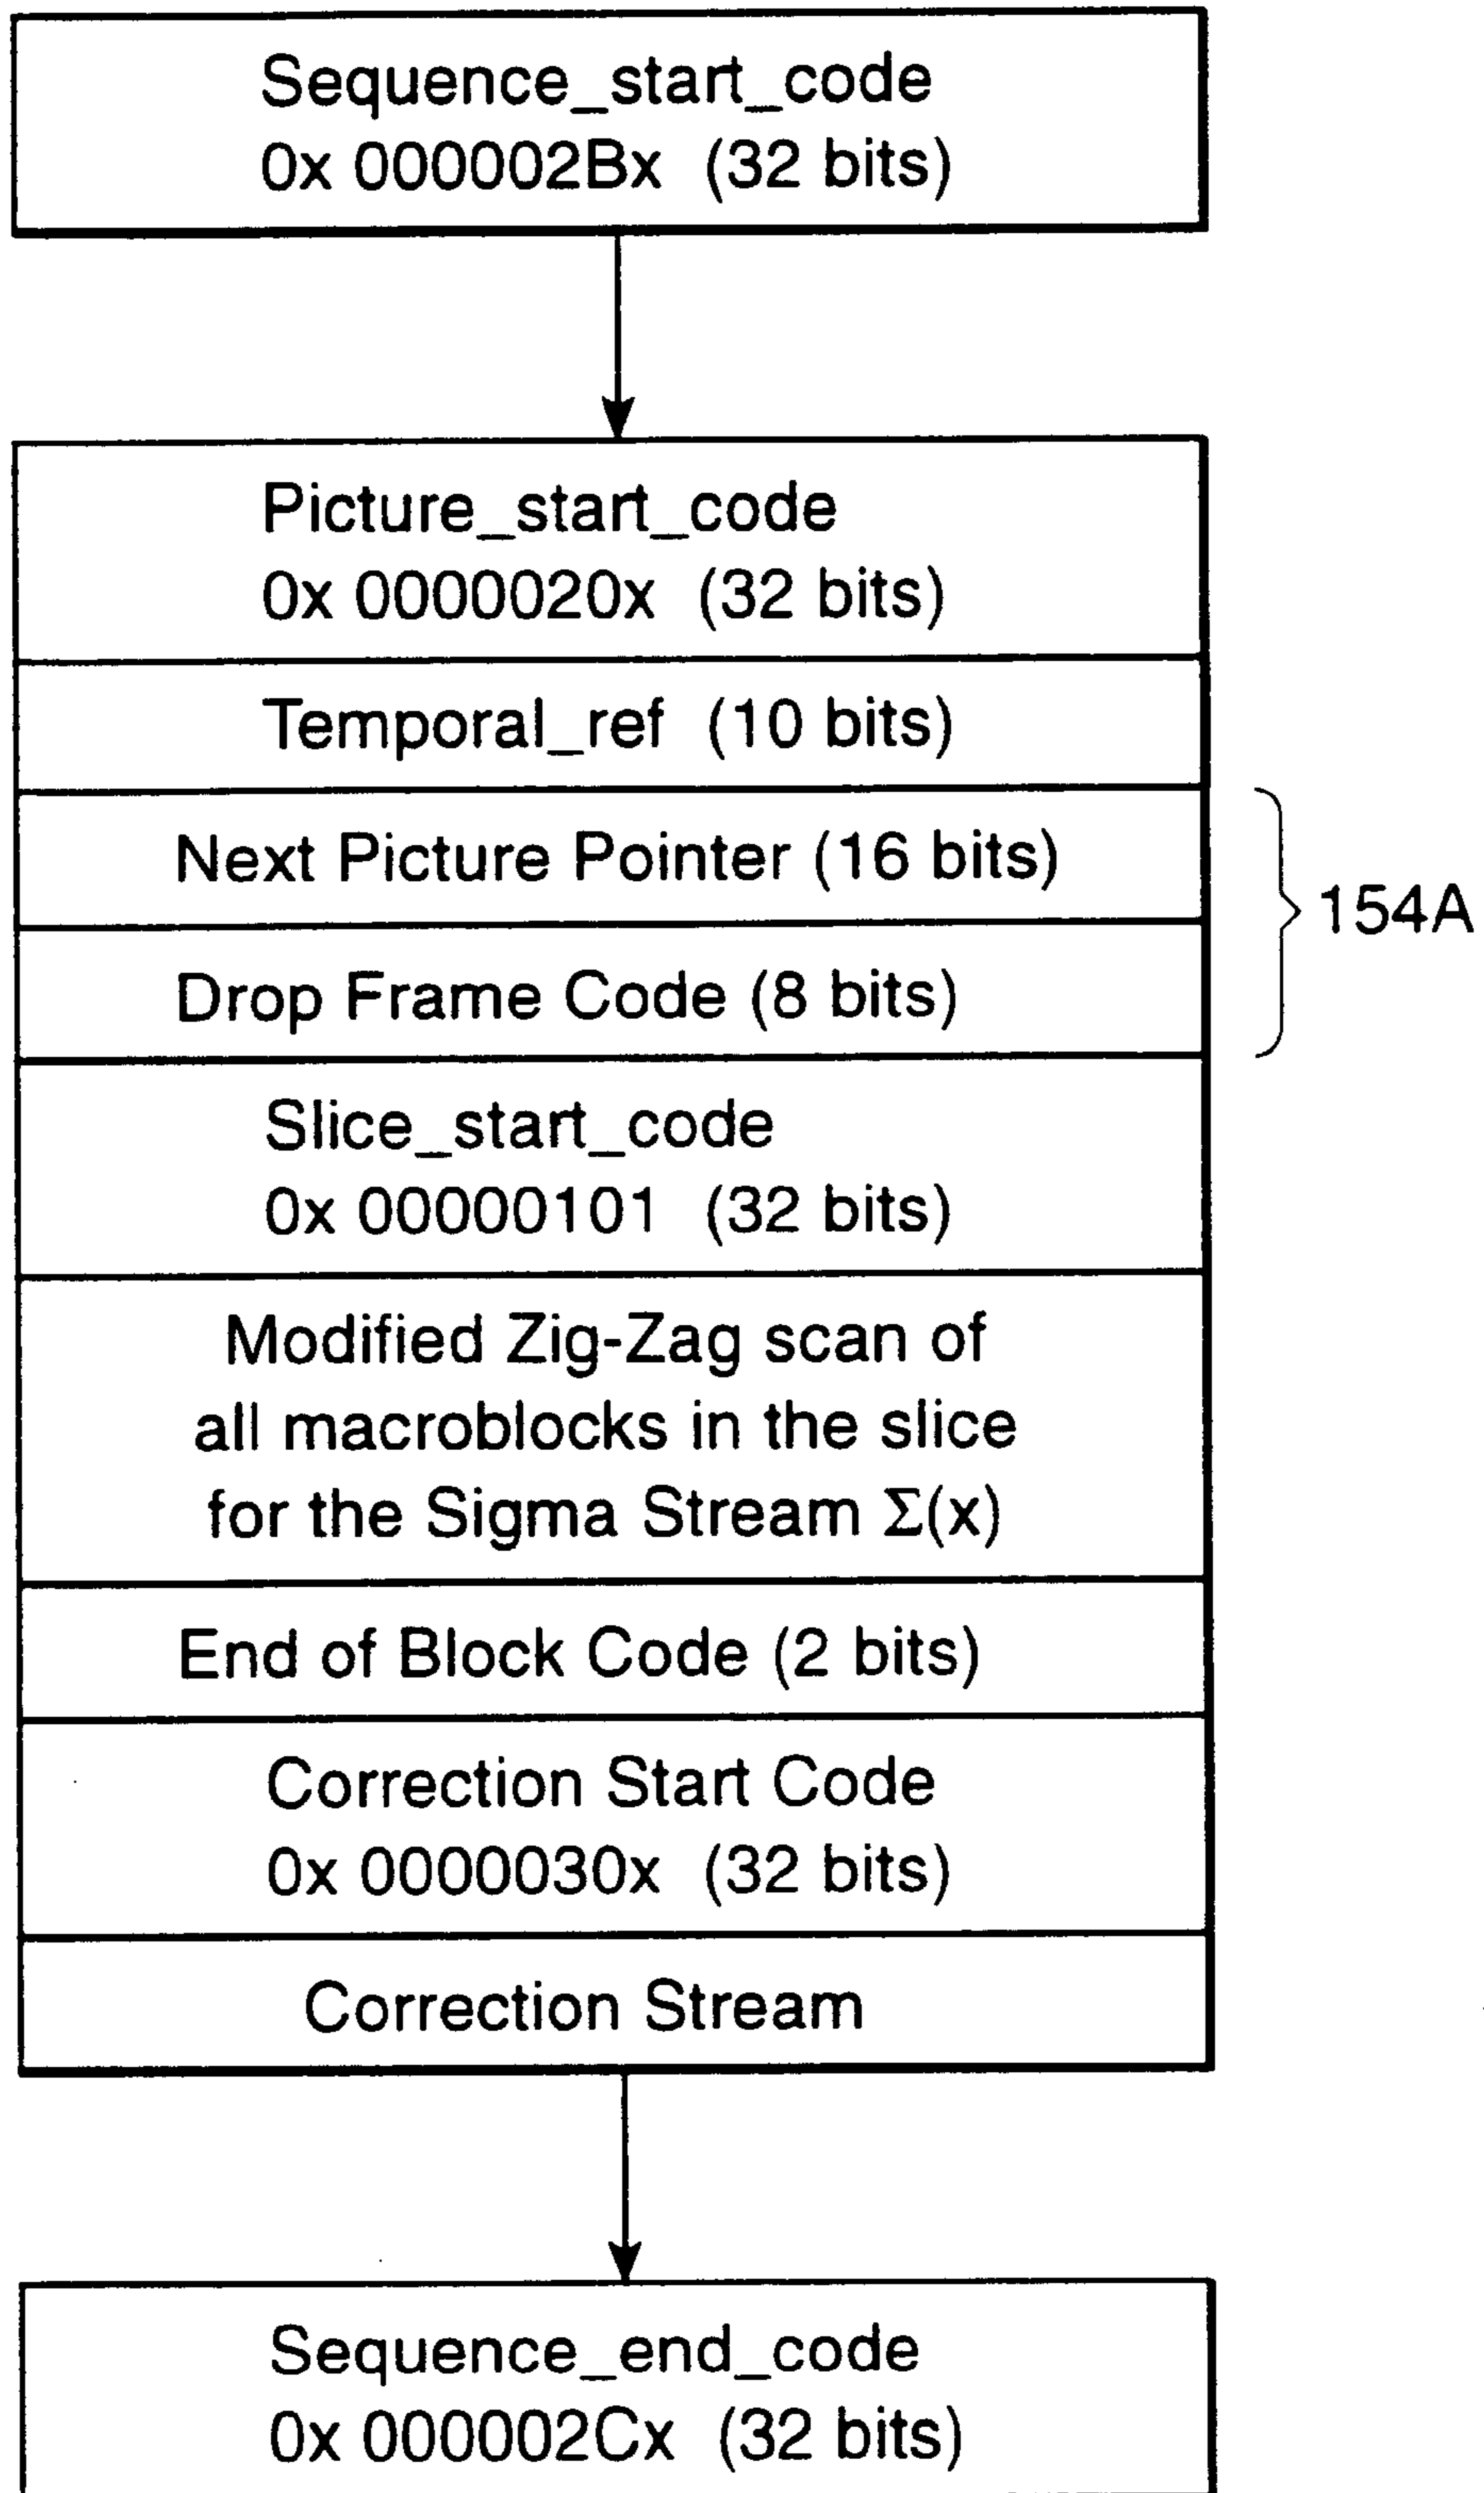 Sequence_start_code
0x 000002Bx (32 bits)
Picture_start_code
0x 0000020x (32 bits)
Temporal_ref (10 bits)
Next Picture Pointer (16 bits)
154A
Drop Frame Code (8 bits)
Slice_start_code
0x 00000101 (32 bits)
Modified Zig-Zag scan of
all macroblocks in the slice
for the Sigma Stream Σ(x)
End of Block Code (2 bits)
Correction Start Code
0x 0000030x (32 bits)
Correction Stream
Sequence_end_code
0x 000002Cx (32 bits)